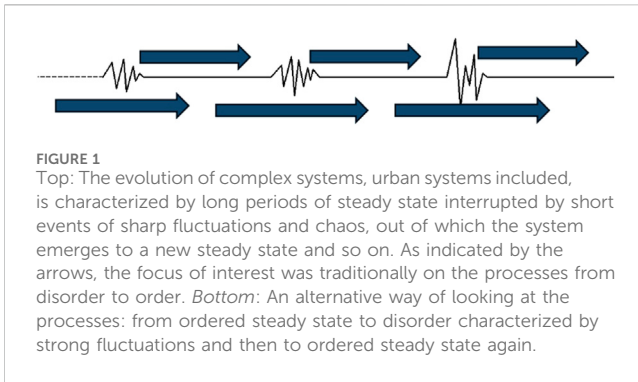 FIGURE 1
Top: The evolution of complex systems, urban systems included,
is characterized by long periods of steady state interrupted by short
events of sharp fluctuations and chaos, out of which the system
emerges to a new steady state and so on. As indicated by the
arrows, the focus of interest was traditionally on the processes from
disorder to order. Bottom: An alternative way of looking at the
processes: from ordered steady state to disorder characterized by
strong fluctuations and then to ordered steady state again.